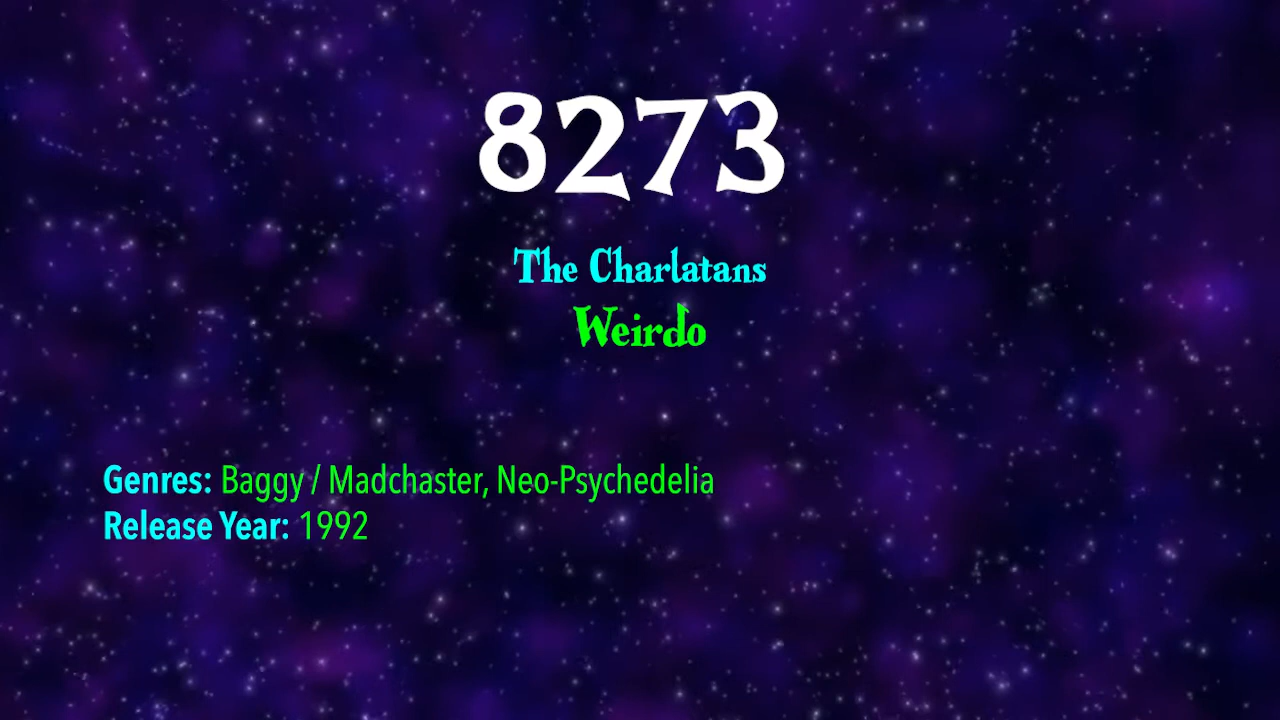 8273
The Charlatans
Weirdo
Genres: Baggy / Madchaster, Neo-Psychedelia
Release Year: 1992